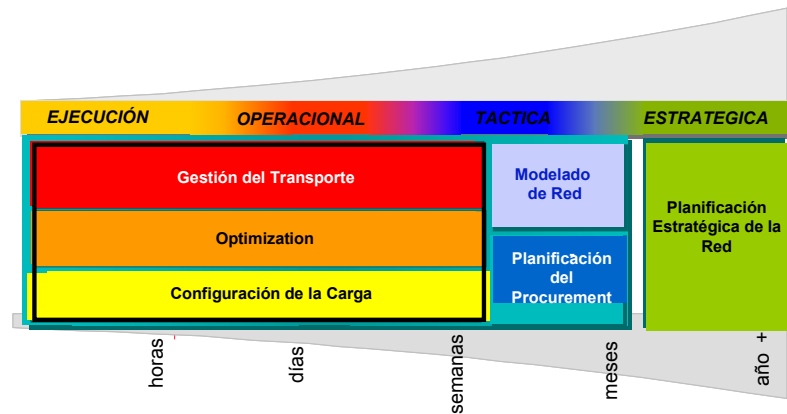 EJECUCIÓN OPERACIONAL TACTICA ESTRATEGICA
Gestión del Transporte
Optimization
Configuración de la Carga
Modelado
de Red
Planificación
del
Procurement
Planificación
Estratégica de la
Red
horas
días
semanas
meses
año +